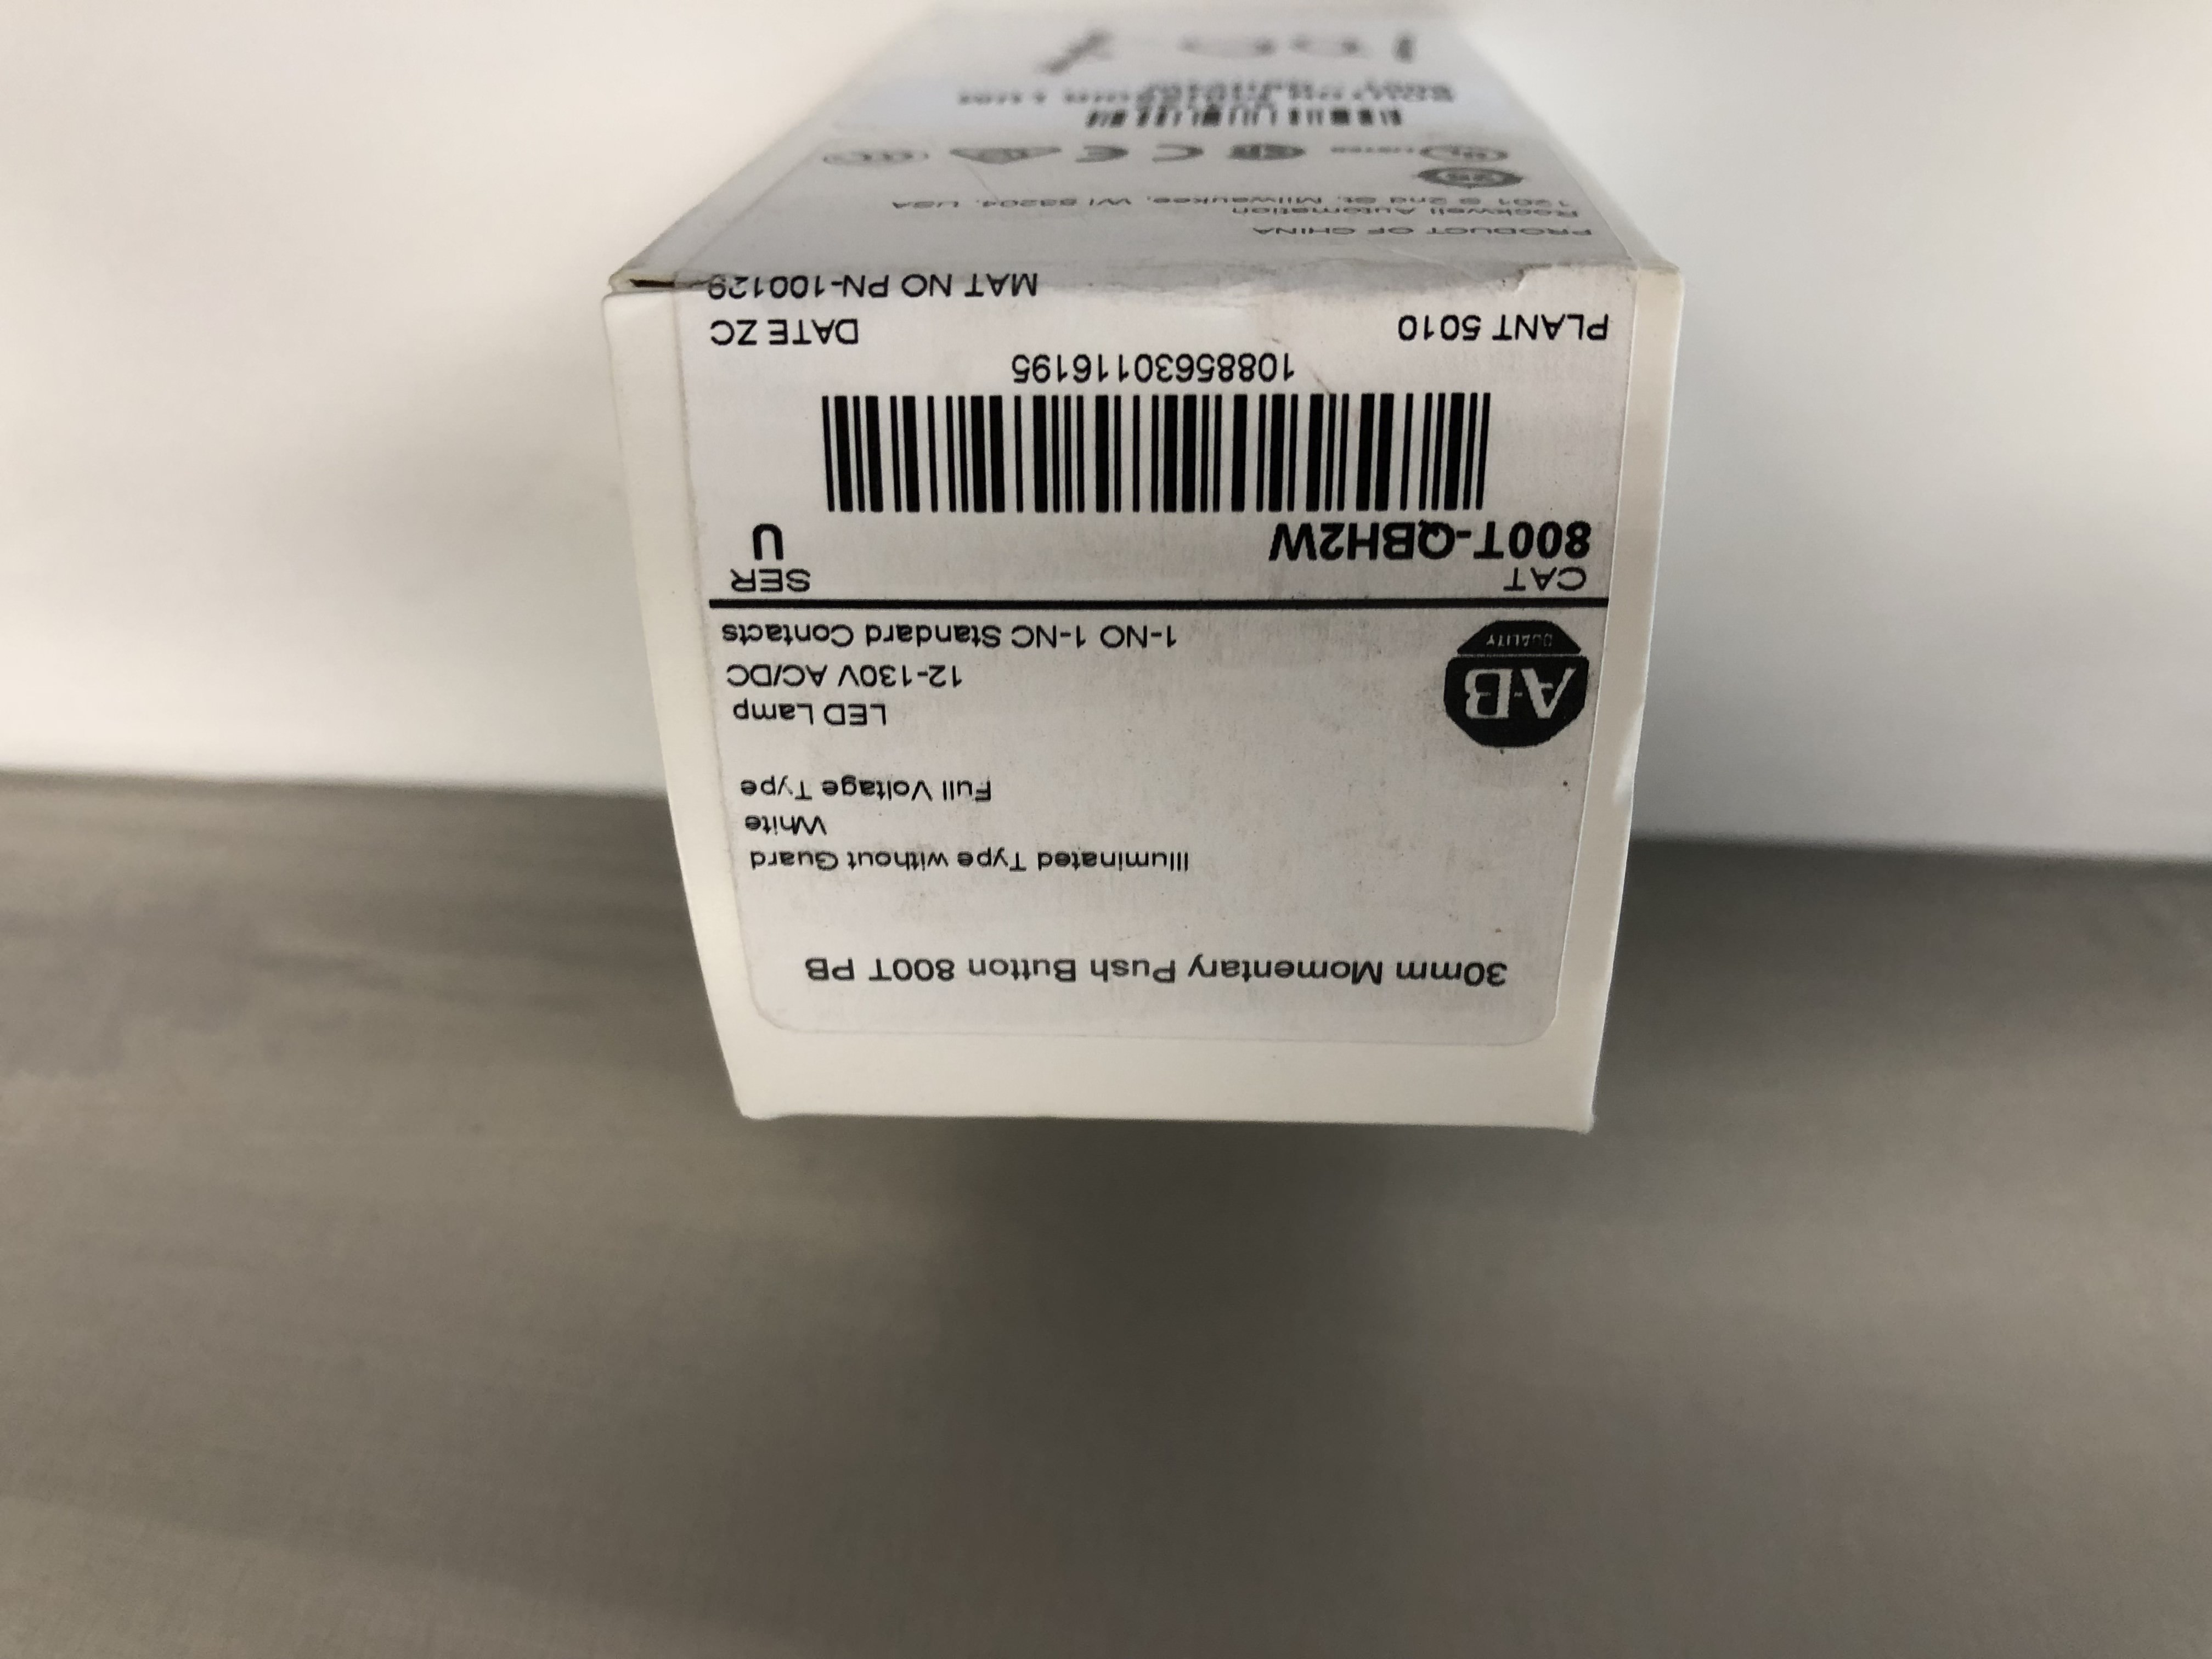 30mm Momentary Push Button 800T PB
Illuminated Type without Guard
White
Full Voltage Type
LED Lamp
12-130V AC/DC
1-NO 1-NC Standard Contacts
A-B
QUALITY
CAT
800T-QBH2W
SER
U
10885630116195
PLANT 5010
DATE ZC
MAT NO PN-100129
PRODUCT OF CHINA
Rockwell Automation
1201 S 2nd St. Milwaukee, WI 53204, USA
LISTED
CE